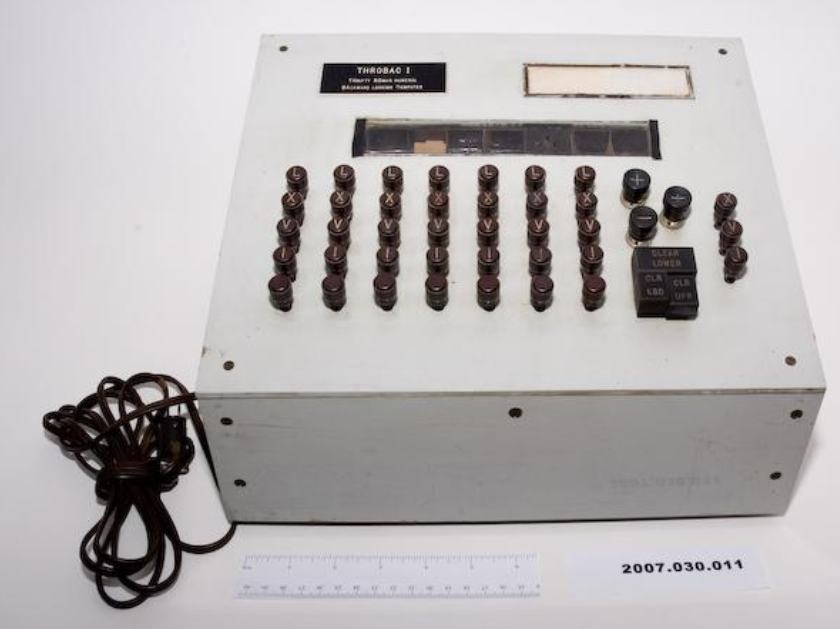 THROBAC I
THRIFTY ROMAN NUMERAL
BACKWARD LOOKING COMPUTER
L L L L L L L
X X X X X X X X
V V V V V V V V
I I I I I I I I
+
÷
—
CLEAR
LOWER
CLR
KBD
CLR
UPR
2007.030.011